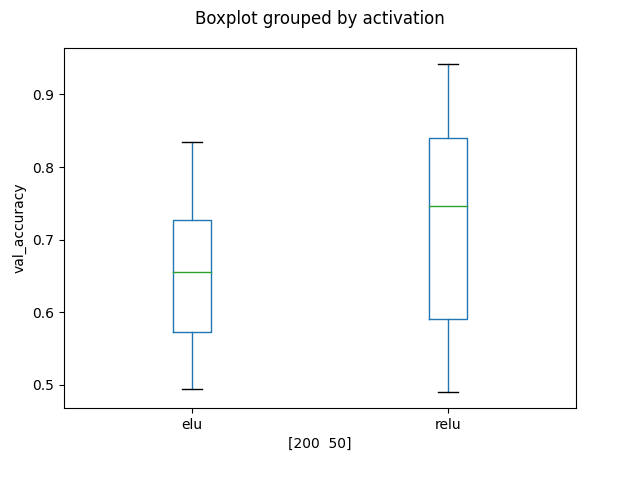 Boxplot grouped by activation
0.9
0.8
0.7
0.6
0.5
val_accuracy
elu relu
[200  50]